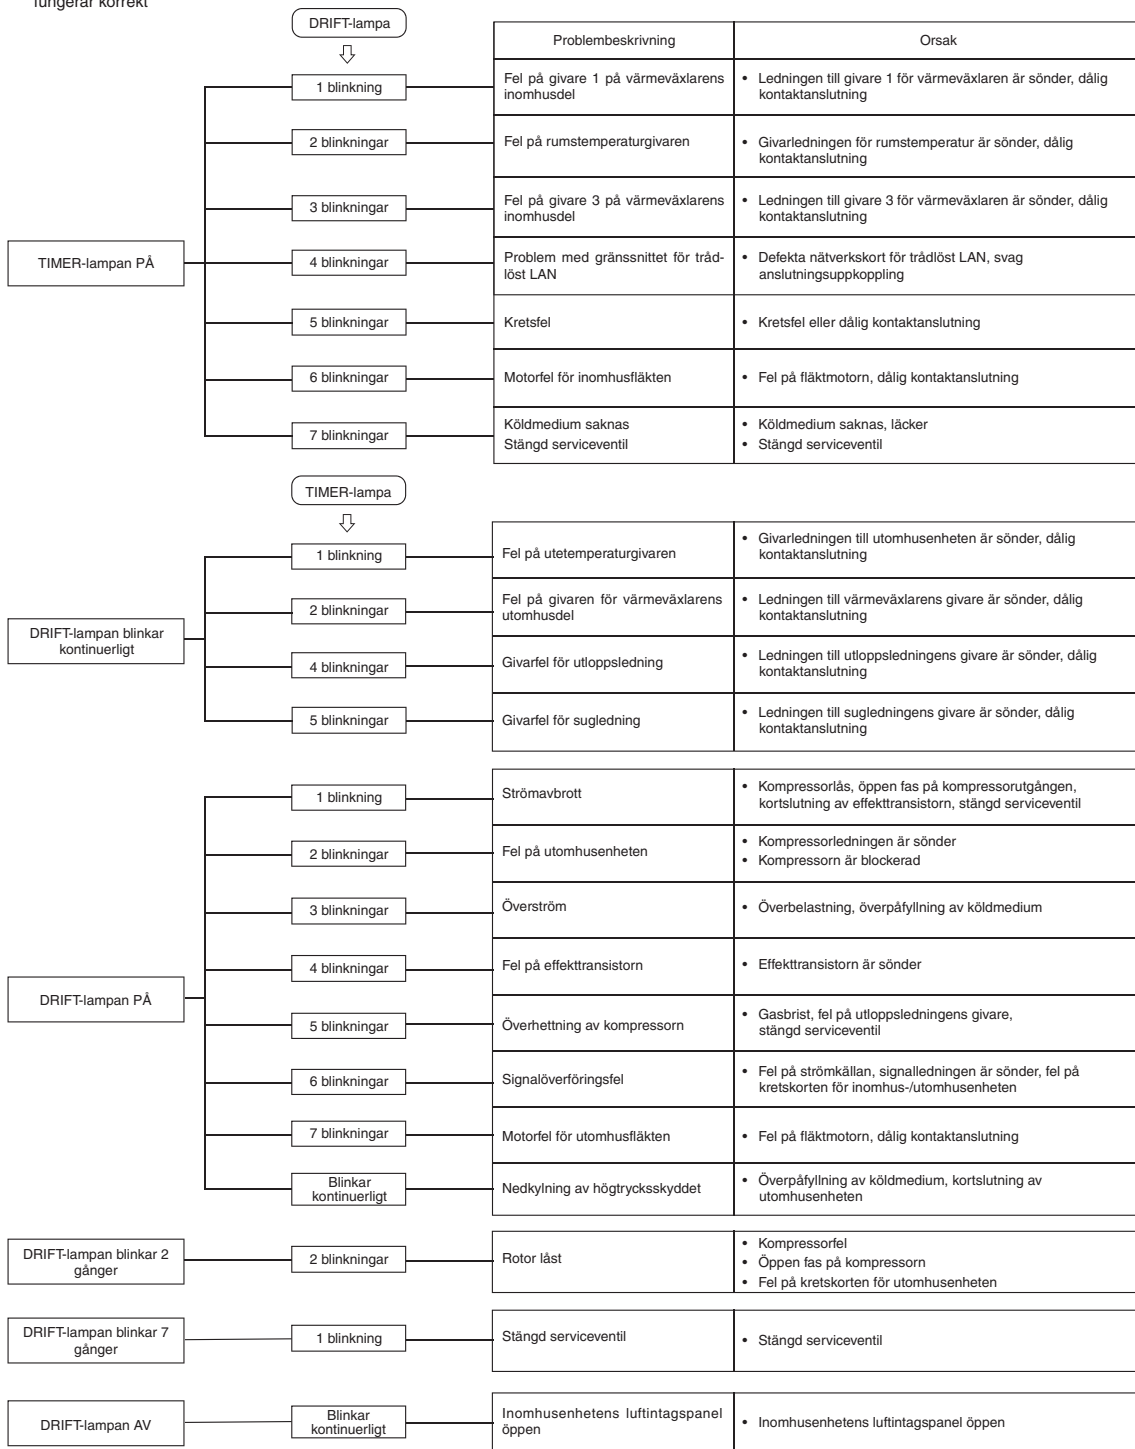 fungerar korrekt
DRIFT-lampa
Problembeskrivning
Orsak
TIMER-lampan PÅ
1 blinkning
Fel på givare 1 på värmeväxlarens
inomhusdel
• Ledningen till givare 1 för värmeväxlaren är sönder, dålig
kontaktanslutning
2 blinkningar
Fel på rumstemperaturgivaren
• Givarledningen för rumstemperatur är sönder, dålig
kontaktanslutning
3 blinkningar
Fel på givare 3 på värmeväxlarens
inomhusdel
• Ledningen till givare 3 för värmeväxlaren är sönder, dålig
kontaktanslutning
4 blinkningar
Problem med gränssnittet för tråd-
löst LAN
• Defekta nätverkskort för trådlöst LAN, svag
anslutningsuppkoppling
5 blinkningar
Kretsfel
• Kretsfel eller dålig kontaktanslutning
6 blinkningar
Motorfel för inomhusfläkten
• Fel på fläktmotorn, dålig kontaktanslutning
7 blinkningar
Köldmedium saknas
Stängd serviceventil
• Köldmedium saknas, läcker
• Stängd serviceventil
TIMER-lampa
DRIFT-lampan blinkar
kontinuerligt
1 blinkning
Fel på utetemperaturgivaren
• Givarledningen till utomhusenheten är sönder, dålig
kontaktanslutning
2 blinkningar
Fel på givaren för värmeväxlarens
utomhusdel
• Ledningen till värmeväxlarens givare är sönder, dålig
kontaktanslutning
4 blinkningar
Givarfel för utloppsledning
• Ledningen till utloppsledningens givare är sönder, dålig
kontaktanslutning
5 blinkningar
Givarfel för sugledning
• Ledningen till sugledningens givare är sönder, dålig
kontaktanslutning
DRIFT-lampan PÅ
1 blinkning
Strömavbrott
• Kompressorlås, öppen fas på kompressorutgången,
kortslutning av effekttransistorn, stängd serviceventil
2 blinkningar
Fel på utomhusenheten
• Kompressorledningen är sönder
• Kompressorn är blockerad
3 blinkningar
Överström
• Överbelastning, överpåfyllning av köldmedium
4 blinkningar
Fel på effekttransistorn
• Effekttransistorn är sönder
5 blinkningar
Överhettning av kompressorn
• Gasbrist, fel på utloppsledningens givare,
stängd serviceventil
6 blinkningar
Signalöverföringsfel
• Fel på strömkällan, signalledningen är sönder, fel på
kretskorten för inomhus-/utomhusenheten
7 blinkningar
Motorfel för utomhusfläkten
• Fel på fläktmotorn, dålig kontaktanslutning
Blinkar
kontinuerligt
Nedkylning av högtrycksskyddet
• Överpåfyllning av köldmedium, kortslutning av
utomhusenheten
DRIFT-lampan blinkar 2
gånger
2 blinkningar
Rotor låst
• Kompressorfel
• Öppen fas på kompressorn
• Fel på kretskorten för utomhusenheten
DRIFT-lampan blinkar 7
gånger
1 blinkning
Stängd serviceventil
• Stängd serviceventil
DRIFT-lampan AV
Blinkar
kontinuerligt
Inomhusenhetens luftintagspanel
öppen
• Inomhusenhetens luftintagspanel öppen